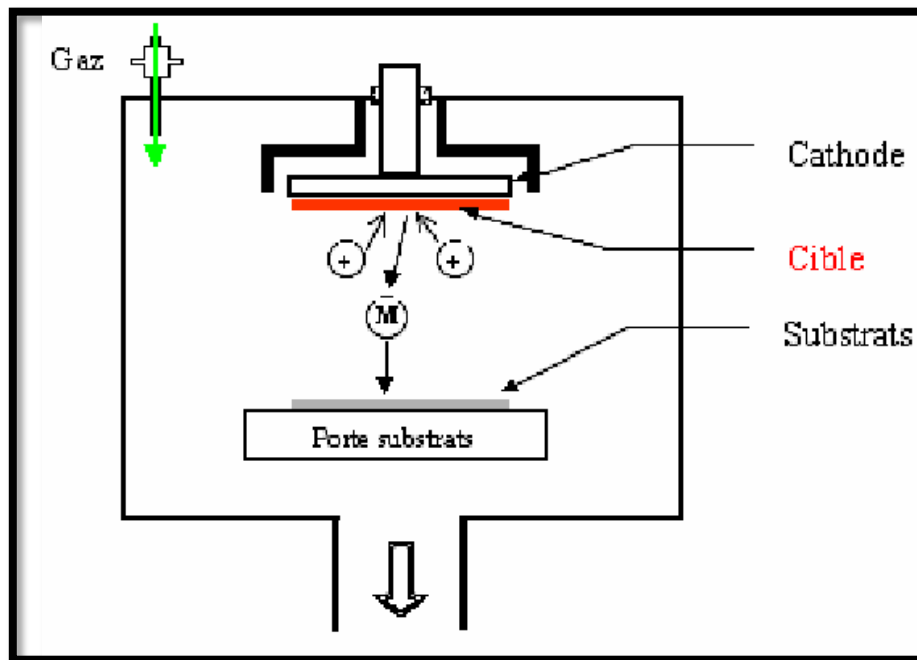 Gaz
Cathode
+
+
Cible
M
Substrats
Porte substrats